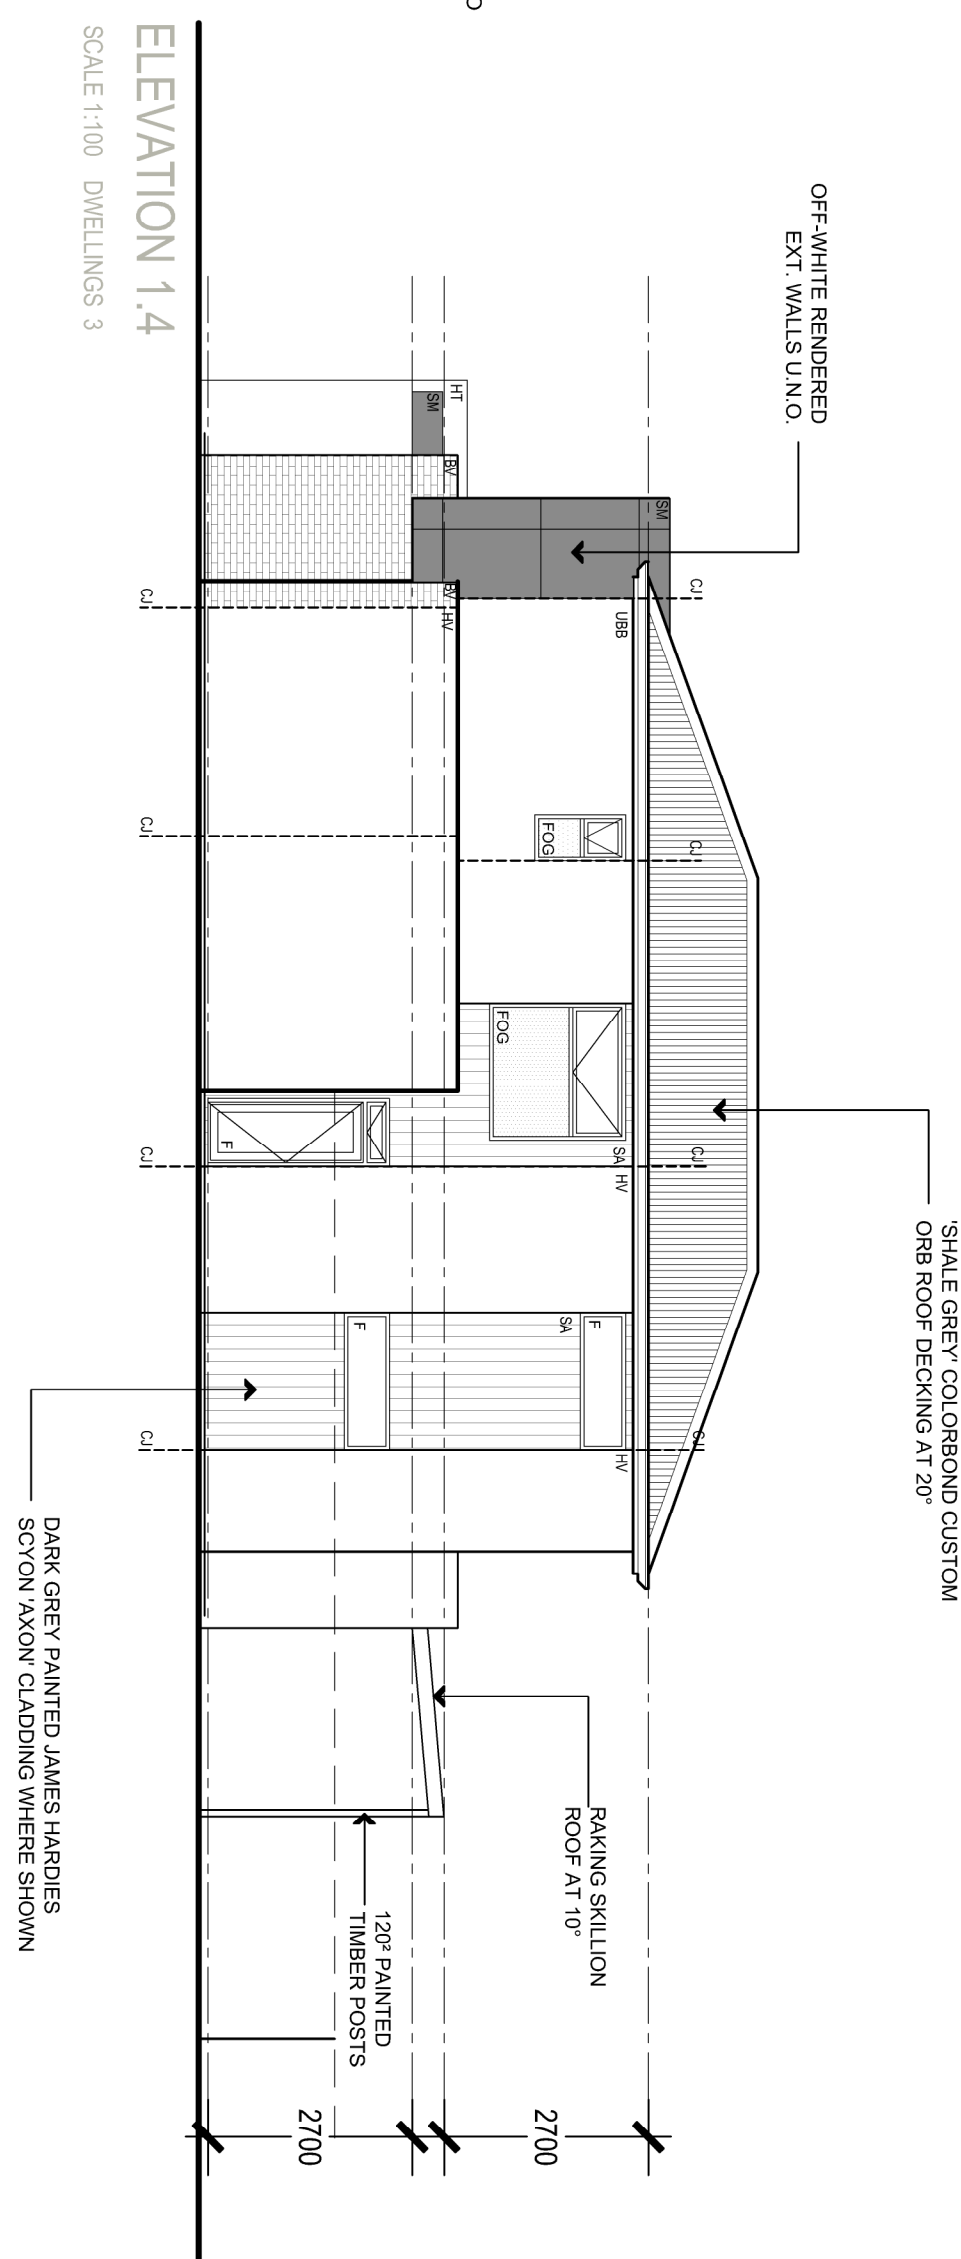 OFF-WHITE RENDERED
EXT. WALLS U.N.O.
'SHALE GREY' COLORBOND CUSTOM
ORB ROOF DECKING AT 20°
RAKING SKILLION
ROOF AT 10°
120² PAINTED
TIMBER POSTS
DARK GREY PAINTED JAMES HARDIES
SCYON 'AXON' CLADDING WHERE SHOWN
SM
CJ
CJ
CJ
CJ
UBB
FOG
FOG
SA
HV
SA
F
HV
HT
SM
BV
BV
HV
F
F
CJ
CJ
CJ
CJ
2700
2700
ELEVATION 1.4
SCALE 1:100 DWELLINGS 3